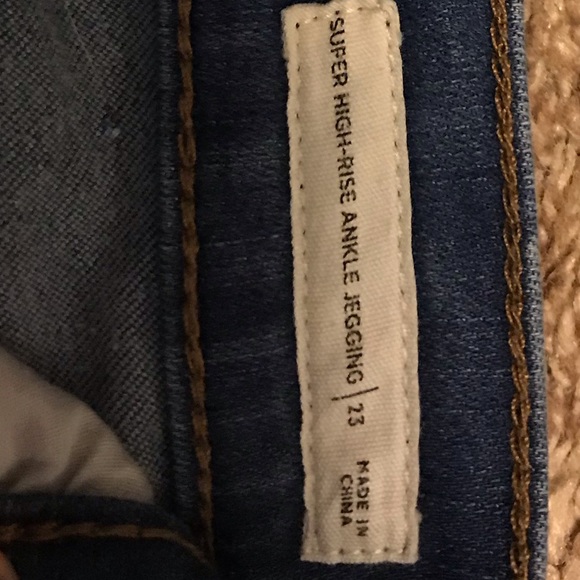 SUPER HIGH-RISE ANKLE JEGGING | 23
MADE IN
CHINA